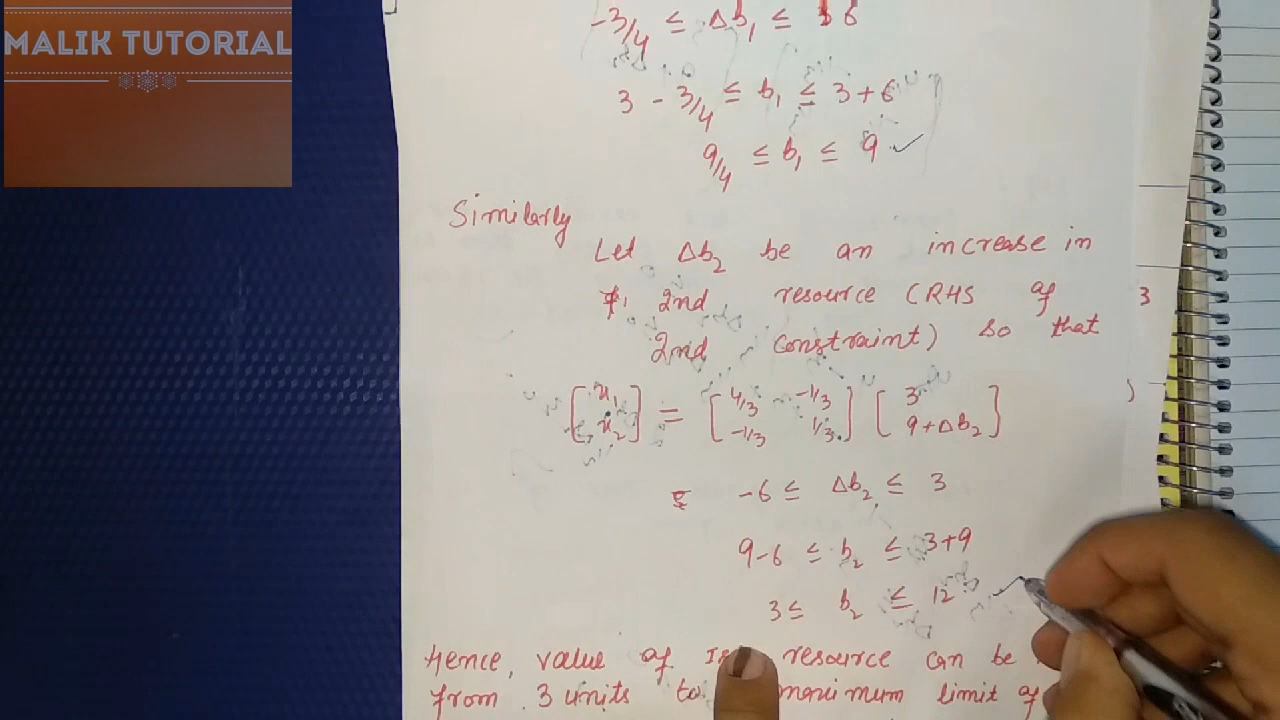 MALIK TUTORIAL
-3/4 ≤ Δb₁ ≤ 6
3 - 3/4 ≤ b₁ ≤ 3+6
9/4 ≤ b₁ ≤ 9 ✓
Similarly
Let Δb₂ be an increase in
2nd resource (RHS of
2nd constraint) so that
[x₁ x₂] = [4/3 -1/3 -1/3 1/3] [3 9+Δb₂]
-6 ≤ Δb₂ ≤ 3
9-6 ≤ b₂ ≤ 3+9
3 ≤ b₂ ≤ 12
Hence, value of resource can be
from 3 units to maximum limit of